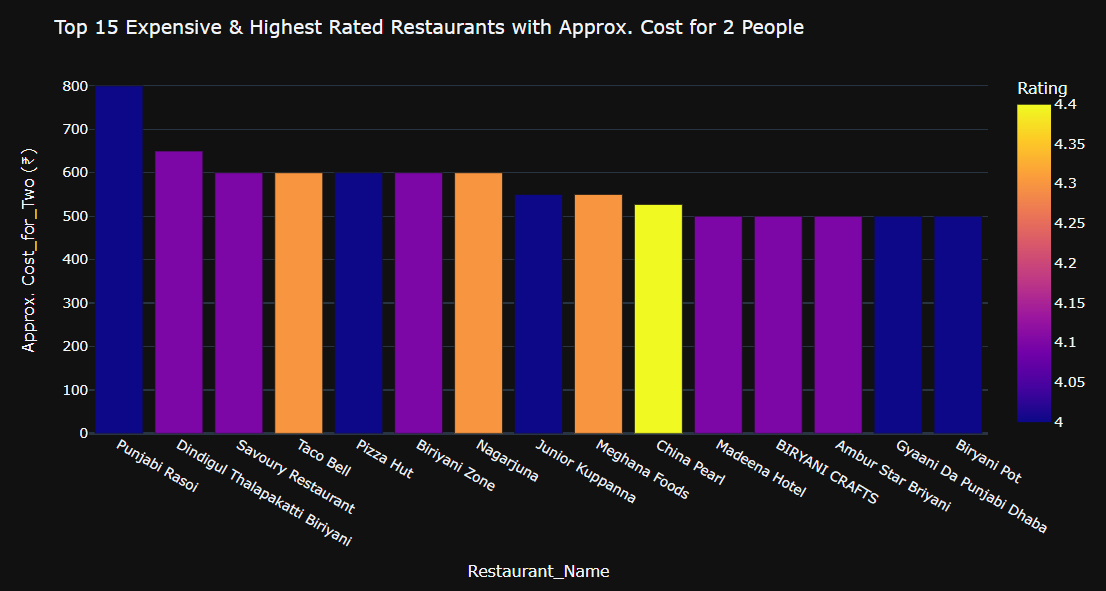 Top 15 Expensive & Highest Rated Restaurants with Approx. Cost for 2 People
Approx. Cost_for_Two (₹)
800
700
600
500
400
300
200
100
0
Punjabi Rasoi
Dindigul Thalapakatti Biriyani
Savoury Restaurant
Taco Bell
Pizza Hut
Biriyani Zone
Nagarjuna
Junior Kuppanna
Meghana Foods
China Pearl
Madeena Hotel
BIRYANI CRAFTS
Ambur Star Briyani
Gyaani Da Punjabi Dhaba
Biryani Pot
Restaurant_Name
Rating
4.4
4.35
4.3
4.25
4.2
4.15
4.1
4.05
4